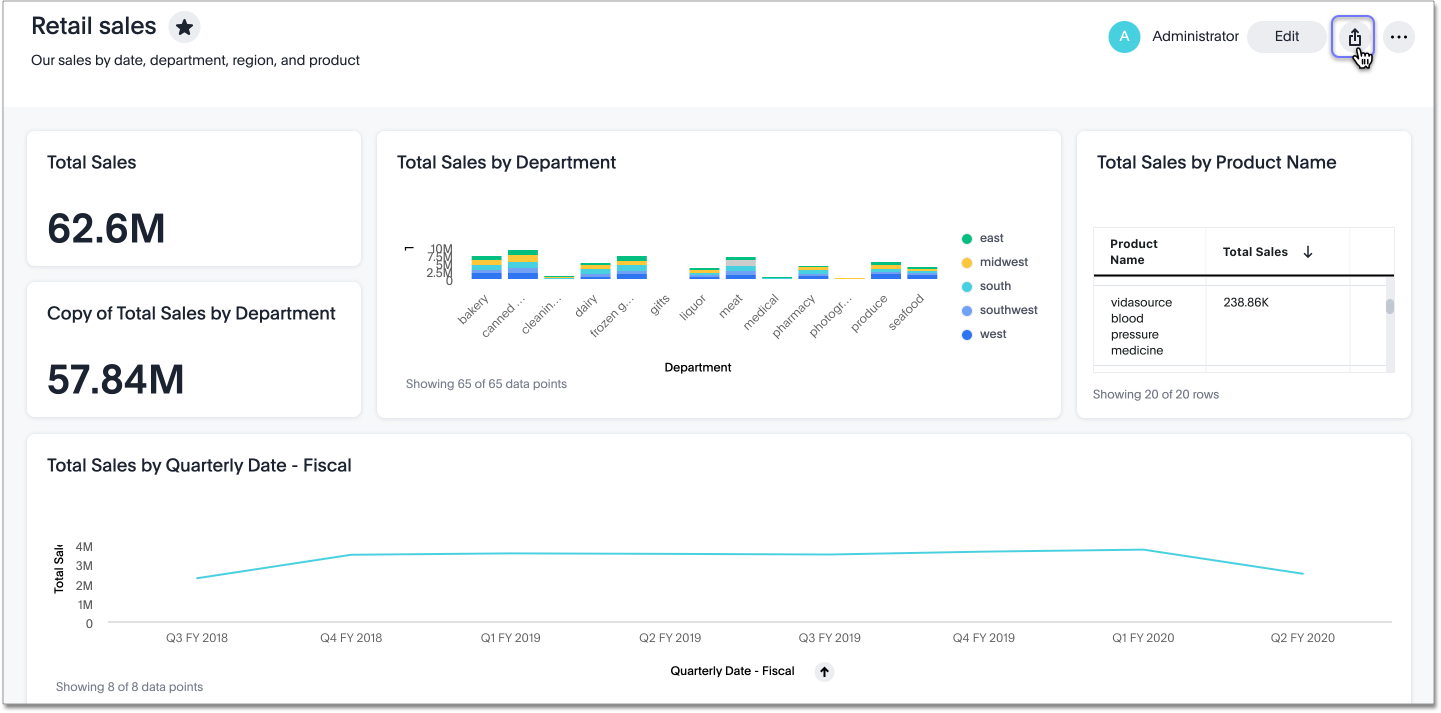 Retail sales
Our sales by date, department, region, and product
A
Administrator
Edit
Total Sales
62.6M
Copy of Total Sales by Department
57.84M
Total Sales by Department
10M
7.5M
5M
2.5M
0
bakery
canned ...
cleanin...
dairy
frozen g...
gifts
liquor
meat
medical
pharmacy
photogr...
produce
seafood
Department
east
midwest
south
southwest
west
Showing 65 of 65 data points
Total Sales by Product Name
Product
Name
Total Sales
vidasource
blood
pressure
medicine
238.86K
Showing 20 of 20 rows
Total Sales by Quarterly Date - Fiscal
Total Sale
4M
3M
2M
1M
0
Q3 FY 2018
Q4 FY 2018
Q1 FY 2019
Q2 FY 2019
Q3 FY 2019
Q4 FY 2019
Q1 FY 2020
Q2 FY 2020
Quarterly Date - Fiscal
Showing 8 of 8 data points